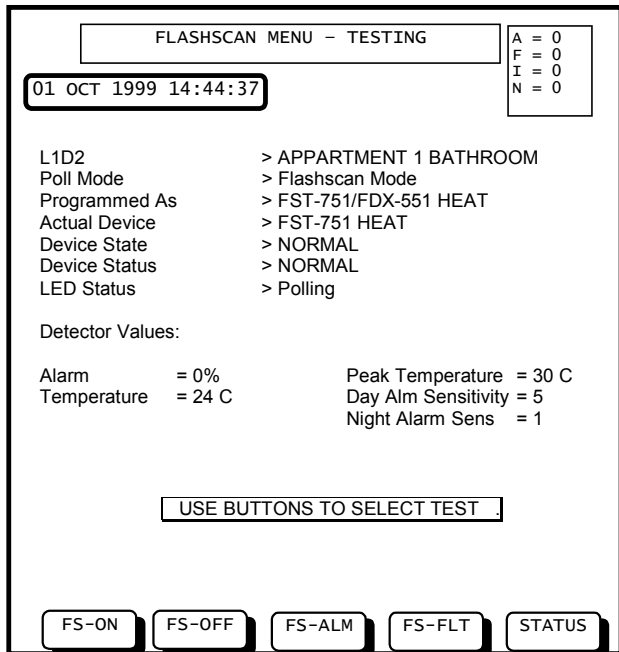 FLASHSCAN MENU – TESTING
A = 0
F = 0
I = 0
N = 0
01 OCT 1999 14:44:37
L1D2 > APPARTMENT 1 BATHROOM
Poll Mode > Flashscan Mode
Programmed As > FST-751/FDX-551 HEAT
Actual Device > FST-751 HEAT
Device State > NORMAL
Device Status > NORMAL
LED Status > Polling
Detector Values:
Alarm = 0% Peak Temperature = 30 C
Temperature = 24 C Day Alm Sensitivity = 5
Night Alarm Sens = 1
USE BUTTONS TO SELECT TEST .
FS-ON FS-OFF FS-ALM FS-FLT STATUS